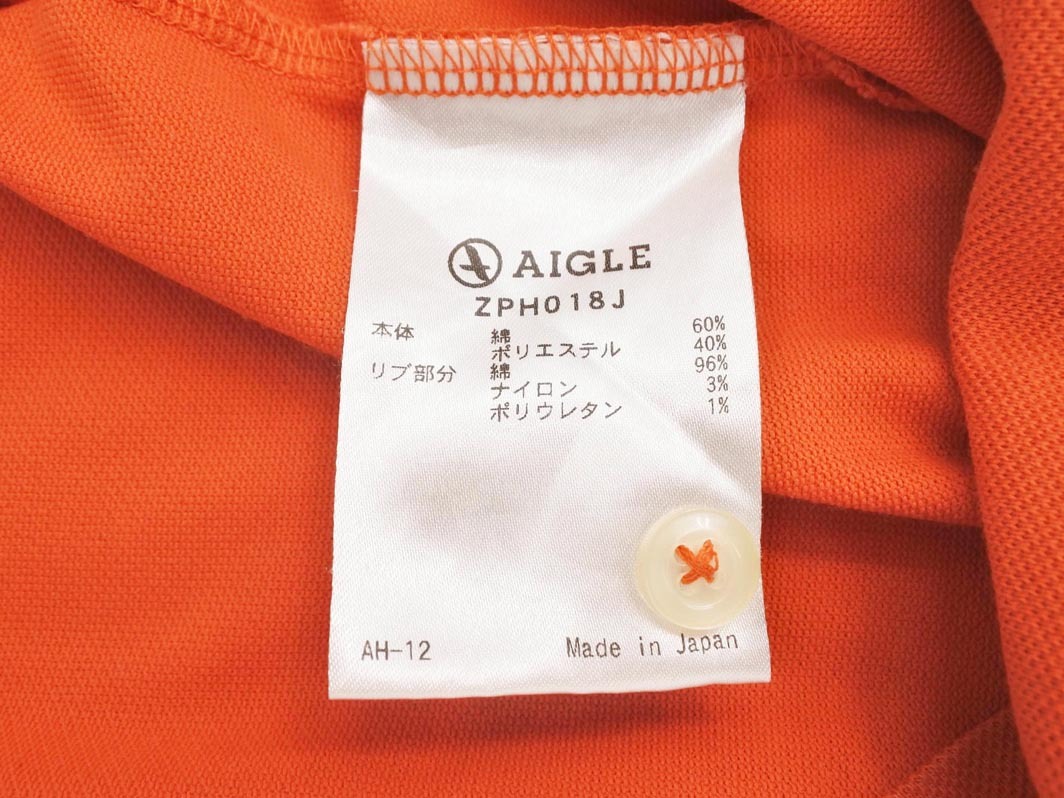 AIGLE
ZPH018J
本体 綿 60%
ポリエステル 40%
リブ部分 綿 96%
ナイロン 3%
ポリウレタン 1%
AH-12 Made in Japan